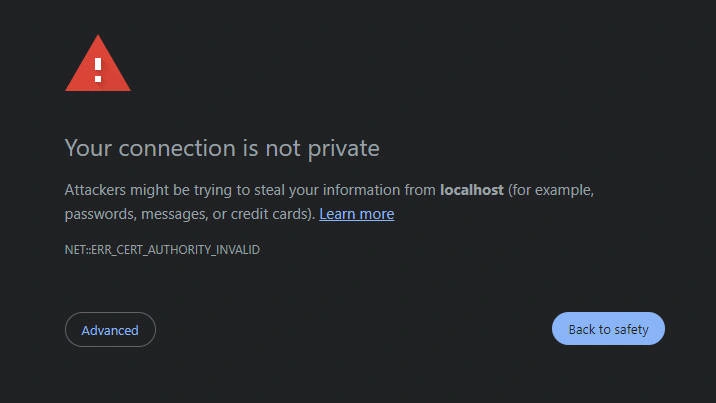 Your connection is not private
Attackers might be trying to steal your information from localhost (for example,
passwords, messages, or credit cards). Learn more
NET::ERR_CERT_AUTHORITY_INVALID
Advanced
Back to safety